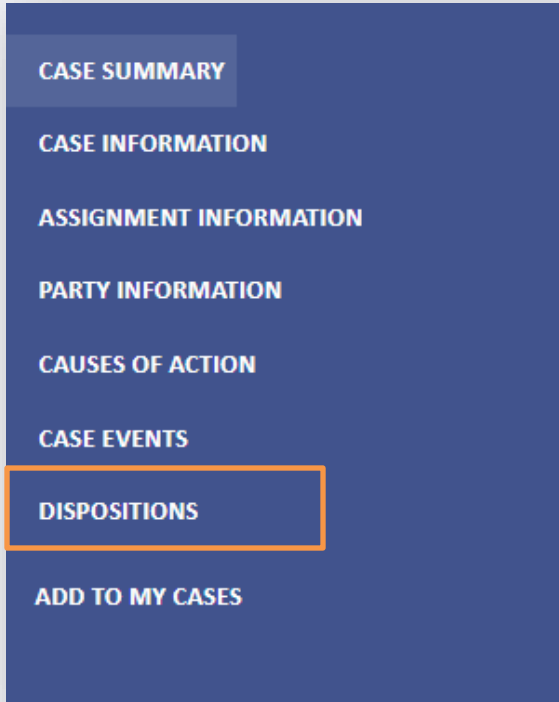 CASE SUMMARY
CASE INFORMATION
ASSIGNMENT INFORMATION
PARTY INFORMATION
CAUSES OF ACTION
CASE EVENTS
DISPOSITIONS
ADD TO MY CASES